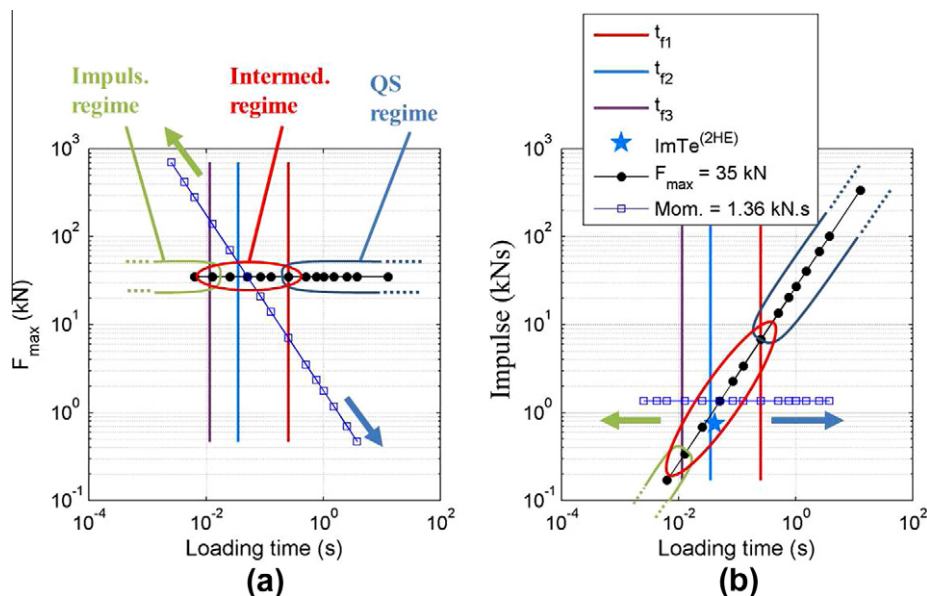 Impuls.
regime
Intermed.
regime
QS
regime
10^3
10^2
10^1
10^0
10^-1
F_max (kN)
10^-4
10^-2
10^0
10^2
Loading time (s)
(a)
t_f1
t_f2
t_f3
ImTe^(2HE)
F_max = 35 kN
Mom. = 1.36 kN.s
10^3
10^2
10^1
10^0
10^-1
Impulse (kNs)
10^-4
10^-2
10^0
10^2
Loading time (s)
(b)